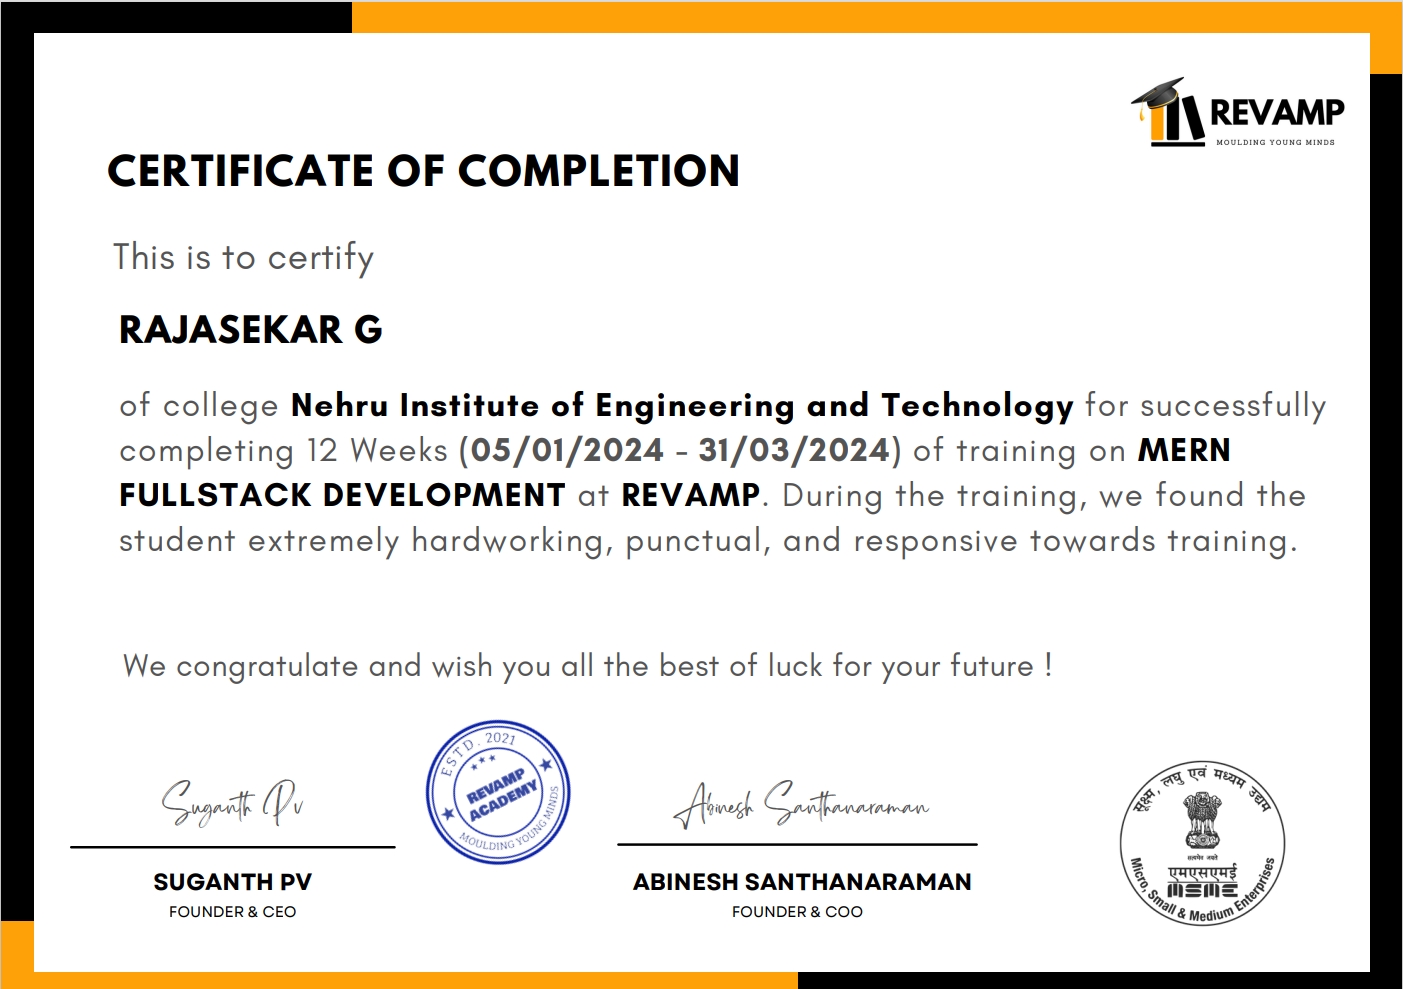 REVAMP
MOULDING YOUNG MINDS
CERTIFICATE OF COMPLETION
This is to certify
RAJASEKAR G
of college Nehru Institute of Engineering and Technology for successfully
completing 12 Weeks (05/01/2024 - 31/03/2024) of training on MERN
FULLSTACK DEVELOPMENT at REVAMP. During the training, we found the
student extremely hardworking, punctual, and responsive towards training.
We congratulate and wish you all the best of luck for your future !
Suganth Pv
SUGANTH PV
FOUNDER & CEO
ESTD. 2021
REVAMP
ACADEMY
MOULDING YOUNG MINDS
Abinesh Santhanaraman
ABINESH SANTHANARAMAN
FOUNDER & COO
सूक्ष्म, लघु एवं मध्यम उद्यम
सत्यमेव जयते
एमएसएमई
MSME
Micro, Small & Medium Enterprises